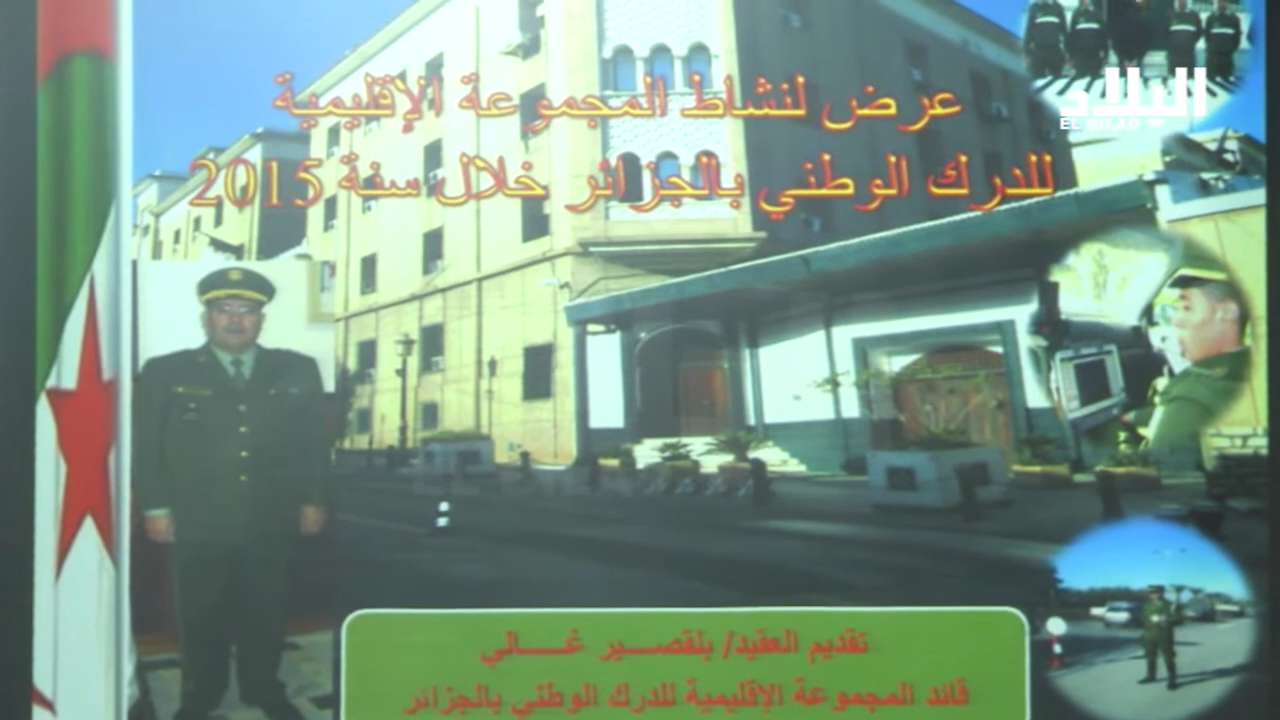 البلاد
EL BILAD
عرض لنشاط المجموعة الإقليمية
للدرك الوطني بالجزائر خلال سنة 2015
تقديم العقيد/ بلقصير غالي
قائد المجموعة الإقليمية للدرك الوطني بالجزائر